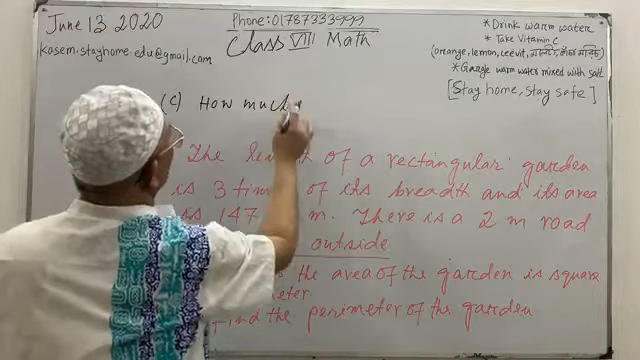 June 13 2020
Phone: 01787333999
Class VIII Math
kasem.stayhome.edu@gmail.com
* Drink warm water
* Take Vitamin C
(orange, lemon, ceevit,
* Gargle warm water mixed with salt
[Stay home, Stay safe]
(c) How much
The length of a rectangular garden
is 3 times of its breadth and its area
is 147 m. There is a 2 m road
outside
the area of the garden is square
meter
Find the perimeter of the garden